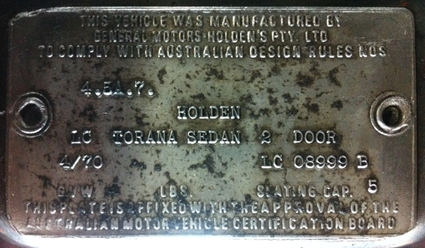 THIS VEHICLE WAS MANUFACTURED BY
GENERAL MOTORS-HOLDEN'S PTY. LTD
TO COMPLY WITH AUSTRALIAN DESIGN RULES NOS
4.5A.7.
HOLDEN
LC TORANA SEDAN 2 DOOR
4/70 LC 08999 B
G.V.W. LBS. SEATING CAP. 5
THIS PLATE IS AFFIXED WITH THE APPROVAL OF THE
AUSTRALIAN MOTOR VEHICLE CERTIFICATION BOARD